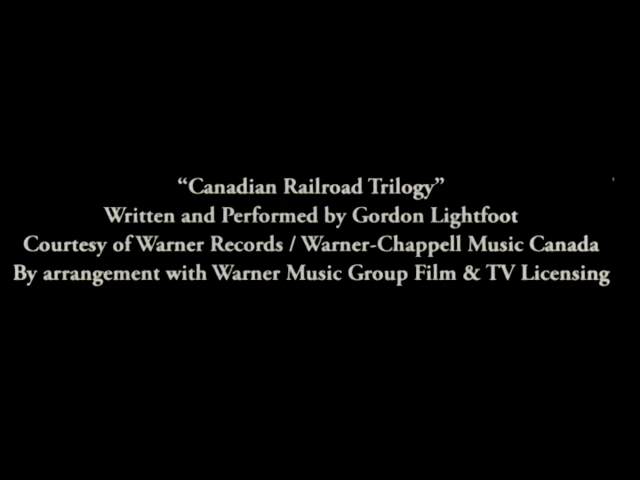 “Canadian Railroad Trilogy”
Written and Performed by Gordon Lightfoot
Courtesy of Warner Records / Warner-Chappell Music Canada
By arrangement with Warner Music Group Film & TV Licensing